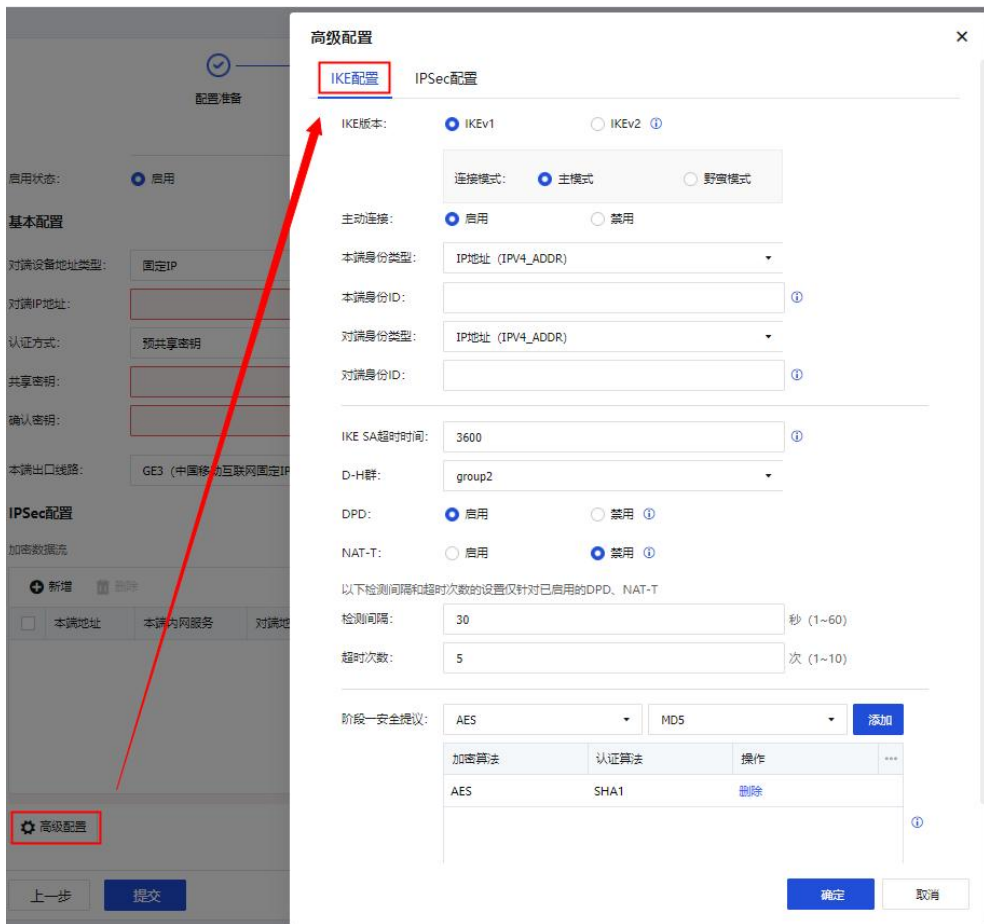 高级配置
IKE配置 IPSec配置
IKE版本: IKEv1 IKEv2
连接模式: 主模式 野蛮模式
主动连接: 启用 禁用
本端身份类型: IP地址 (IPV4_ADDR)
本端身份ID:
对端身份类型: IP地址 (IPV4_ADDR)
对端身份ID:
IKE SA超时时间: 3600
D-H群: group2
DPD: 启用 禁用
NAT-T: 启用 禁用
以下检测间隔和超时次数的设置仅针对已启用的DPD、NAT-T
检测间隔: 30 秒 (1~60)
超时次数: 5 次 (1~10)
阶段一安全提议: AES MD5 添加
加密算法 认证算法 操作
AES SHA1 删除
确定 取消
配置准备
启用状态: 启用
基本配置
对端设备地址类型: 固定IP
对端IP地址:
认证方式: 预共享密钥
共享密钥:
确认密钥:
本端出口线路: GE3 (中国移动互联网固定IP
IPSec配置
加密数据流
新增 删除
本端地址 本端内网服务 对端地
高级配置
上一步 提交